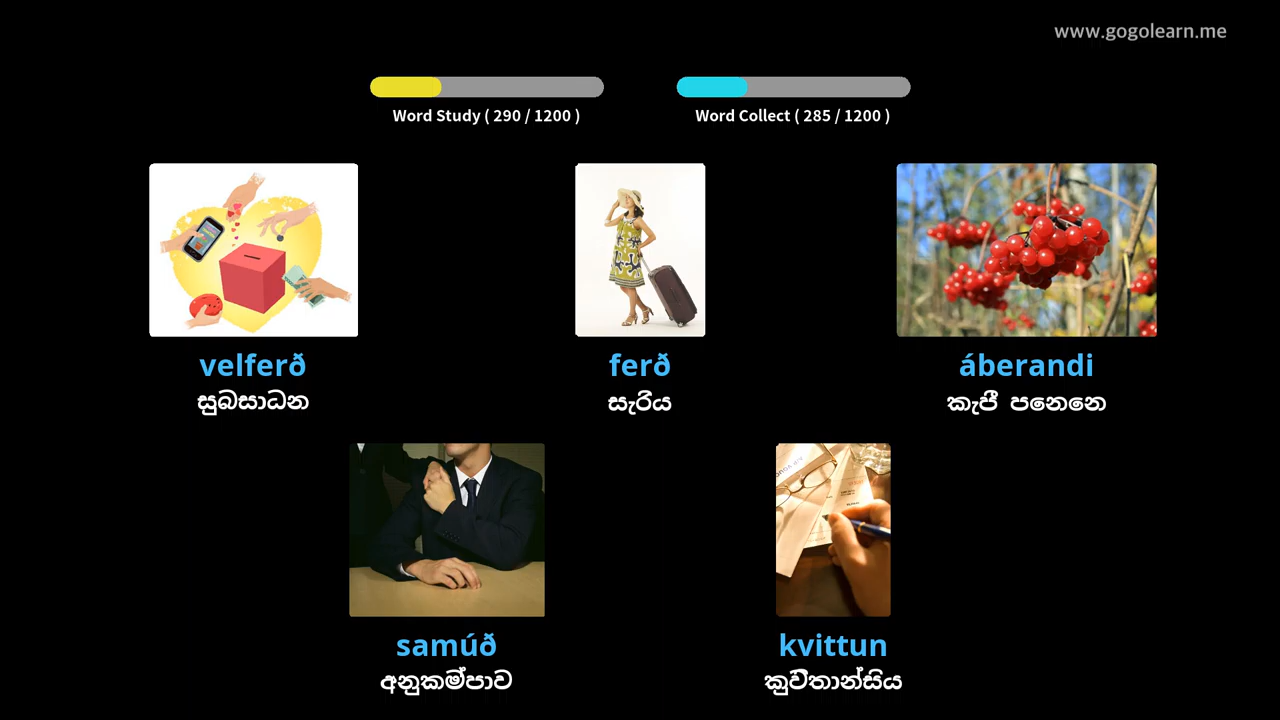 www.gogolearn.me
Word Study ( 290 / 1200 )
Word Collect ( 285 / 1200 )
velferð
සුබසාධන
ferð
සැරිය
áberandi
කැපී පෙනෙන
samúð
අනුකම්පාව
kvittun
කුවිතාන්සිය